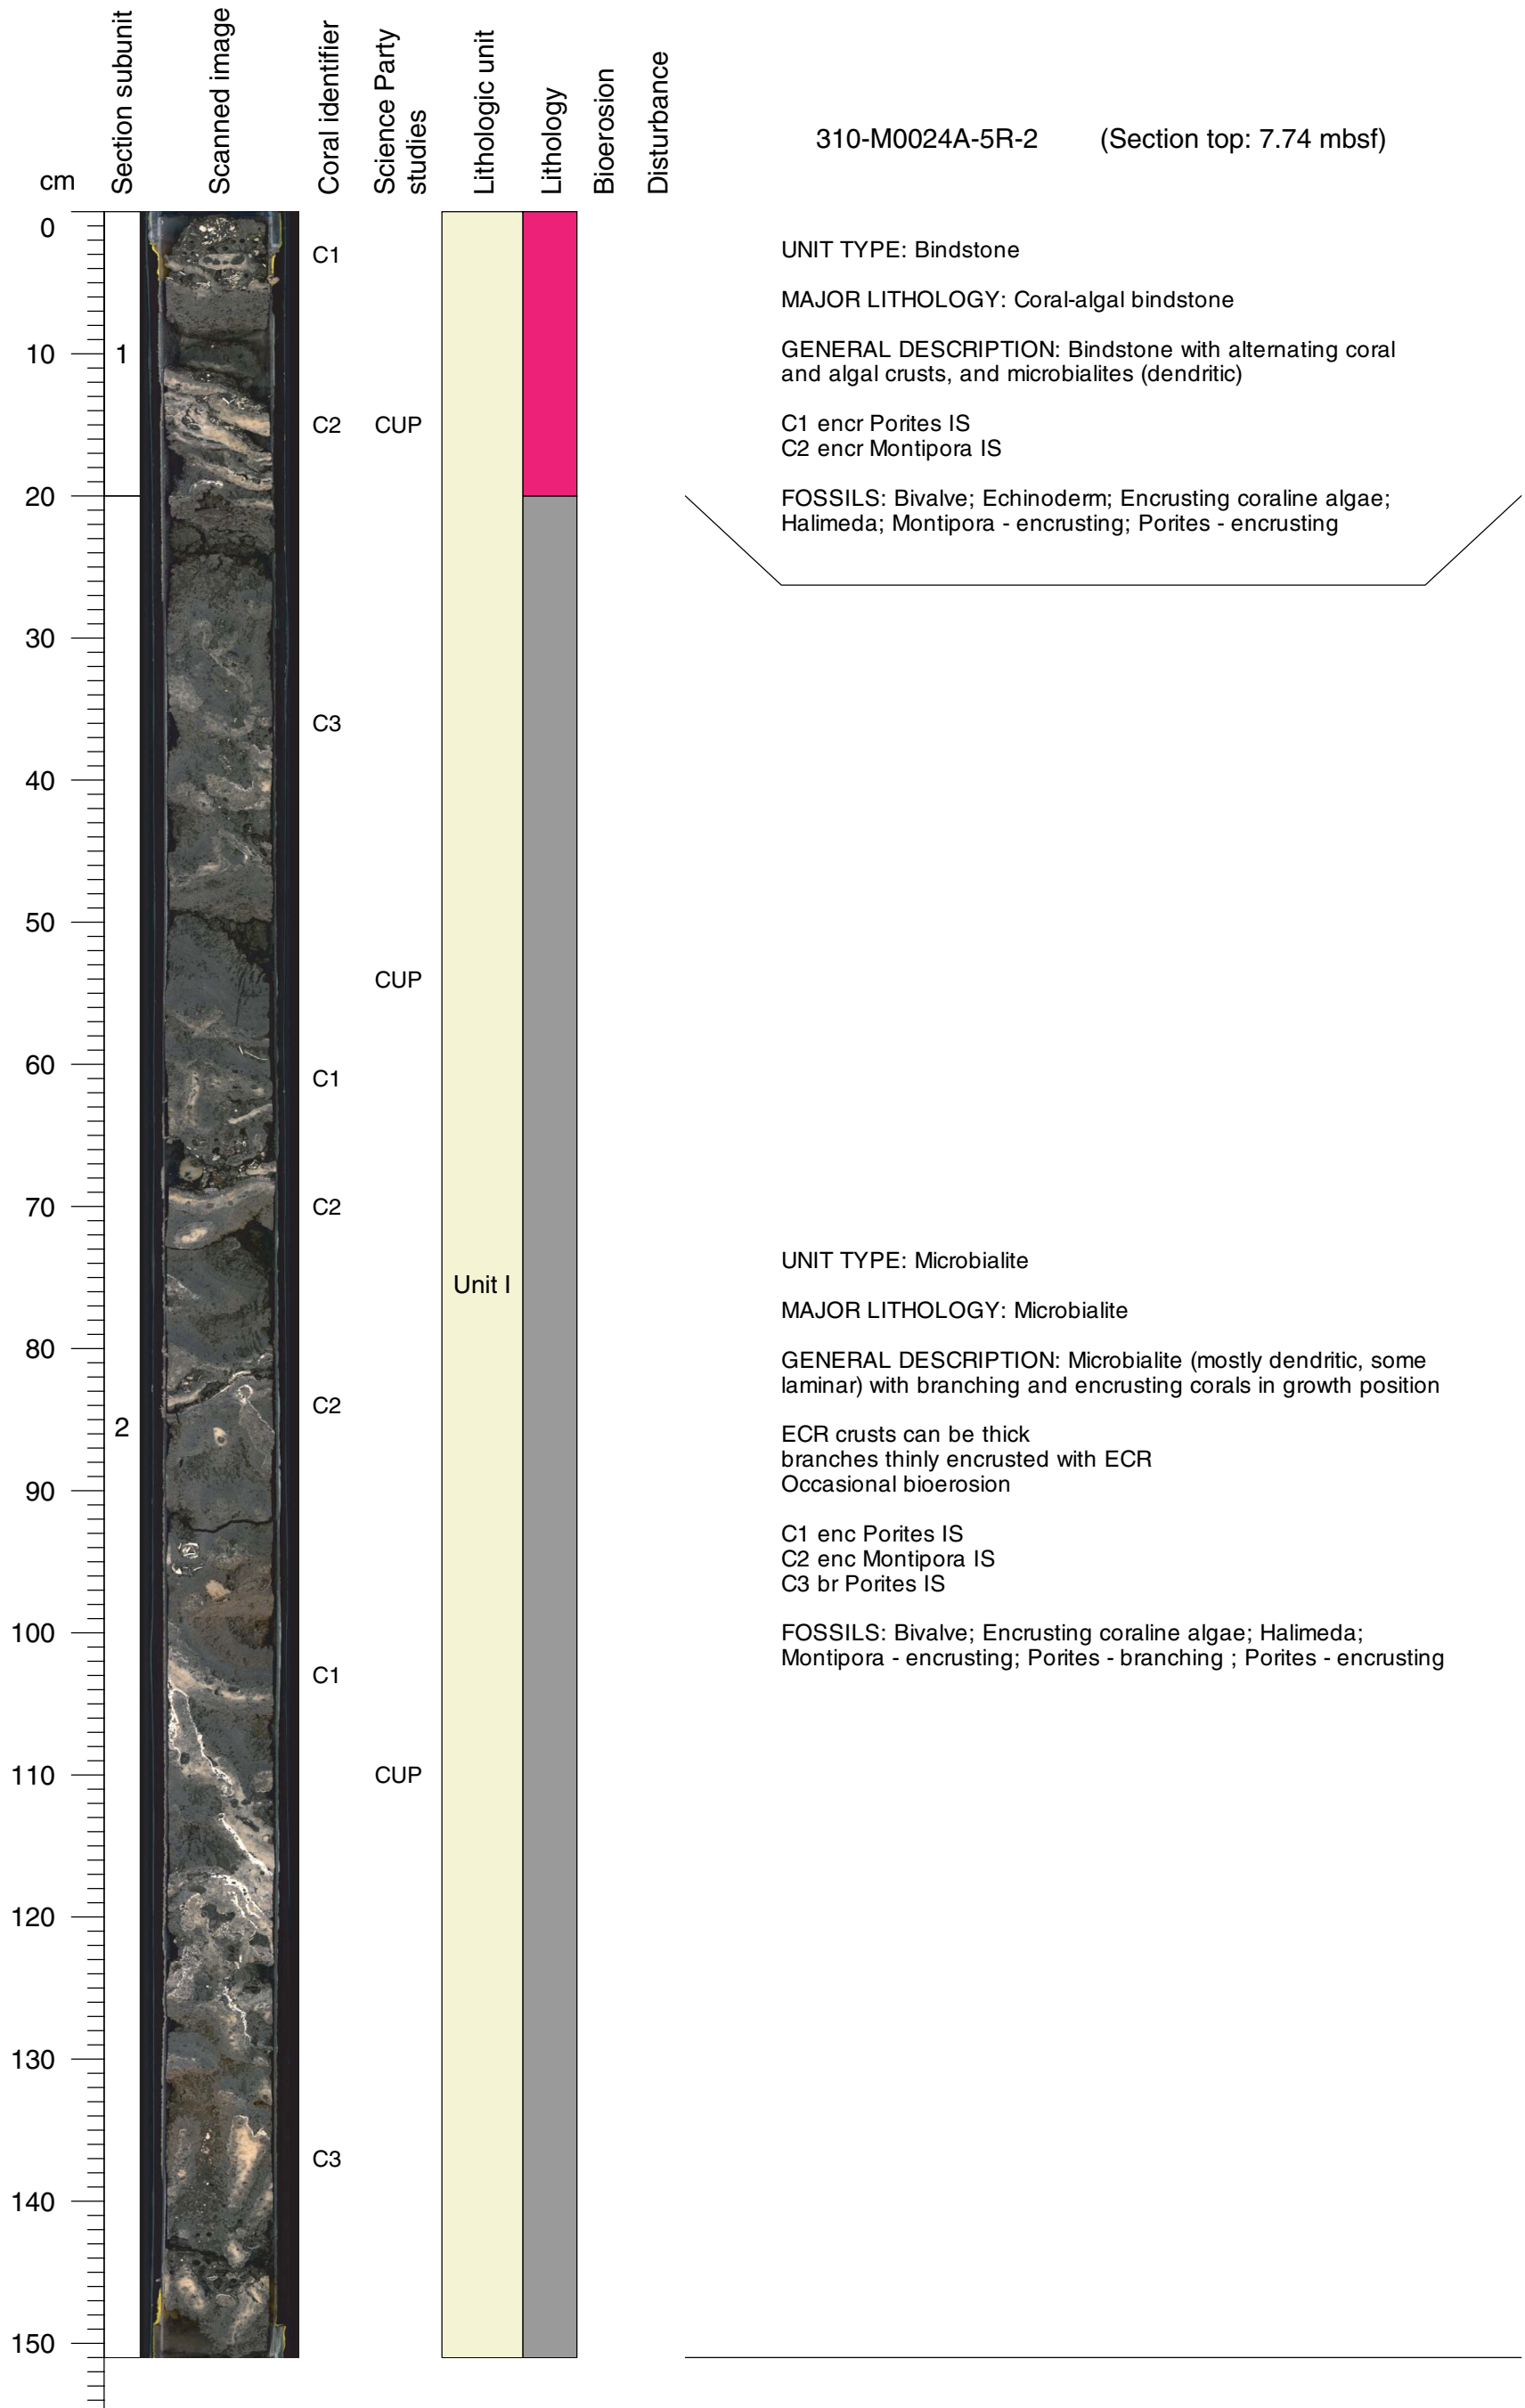 Section subunit
Scanned image
Coral identifier
Science Party
studies
Lithologic unit
Lithology
Bioerosion
Disturbance
310-M0024A-5R-2 (Section top: 7.74 mbsf)
cm
0
10
20
30
40
50
60
70
80
90
100
110
120
130
140
150
1
2
C1
C2
C3
C1
C2
C2
C1
C3
CUP
CUP
CUP
Unit I
UNIT TYPE: Bindstone
MAJOR LITHOLOGY: Coral-algal bindstone
GENERAL DESCRIPTION: Bindstone with alternating coral
and algal crusts, and microbialites (dendritic)
C1 encr Porites IS
C2 encr Montipora IS
FOSSILS: Bivalve; Echinoderm; Encrusting coraline algae;
Halimeda; Montipora - encrusting; Porites - encrusting
UNIT TYPE: Microbialite
MAJOR LITHOLOGY: Microbialite
GENERAL DESCRIPTION: Microbialite (mostly dendritic, some
laminar) with branching and encrusting corals in growth position
ECR crusts can be thick
branches thinly encrusted with ECR
Occasional bioerosion
C1 enc Porites IS
C2 enc Montipora IS
C3 br Porites IS
FOSSILS: Bivalve; Encrusting coraline algae; Halimeda;
Montipora - encrusting; Porites - branching ; Porites - encrusting